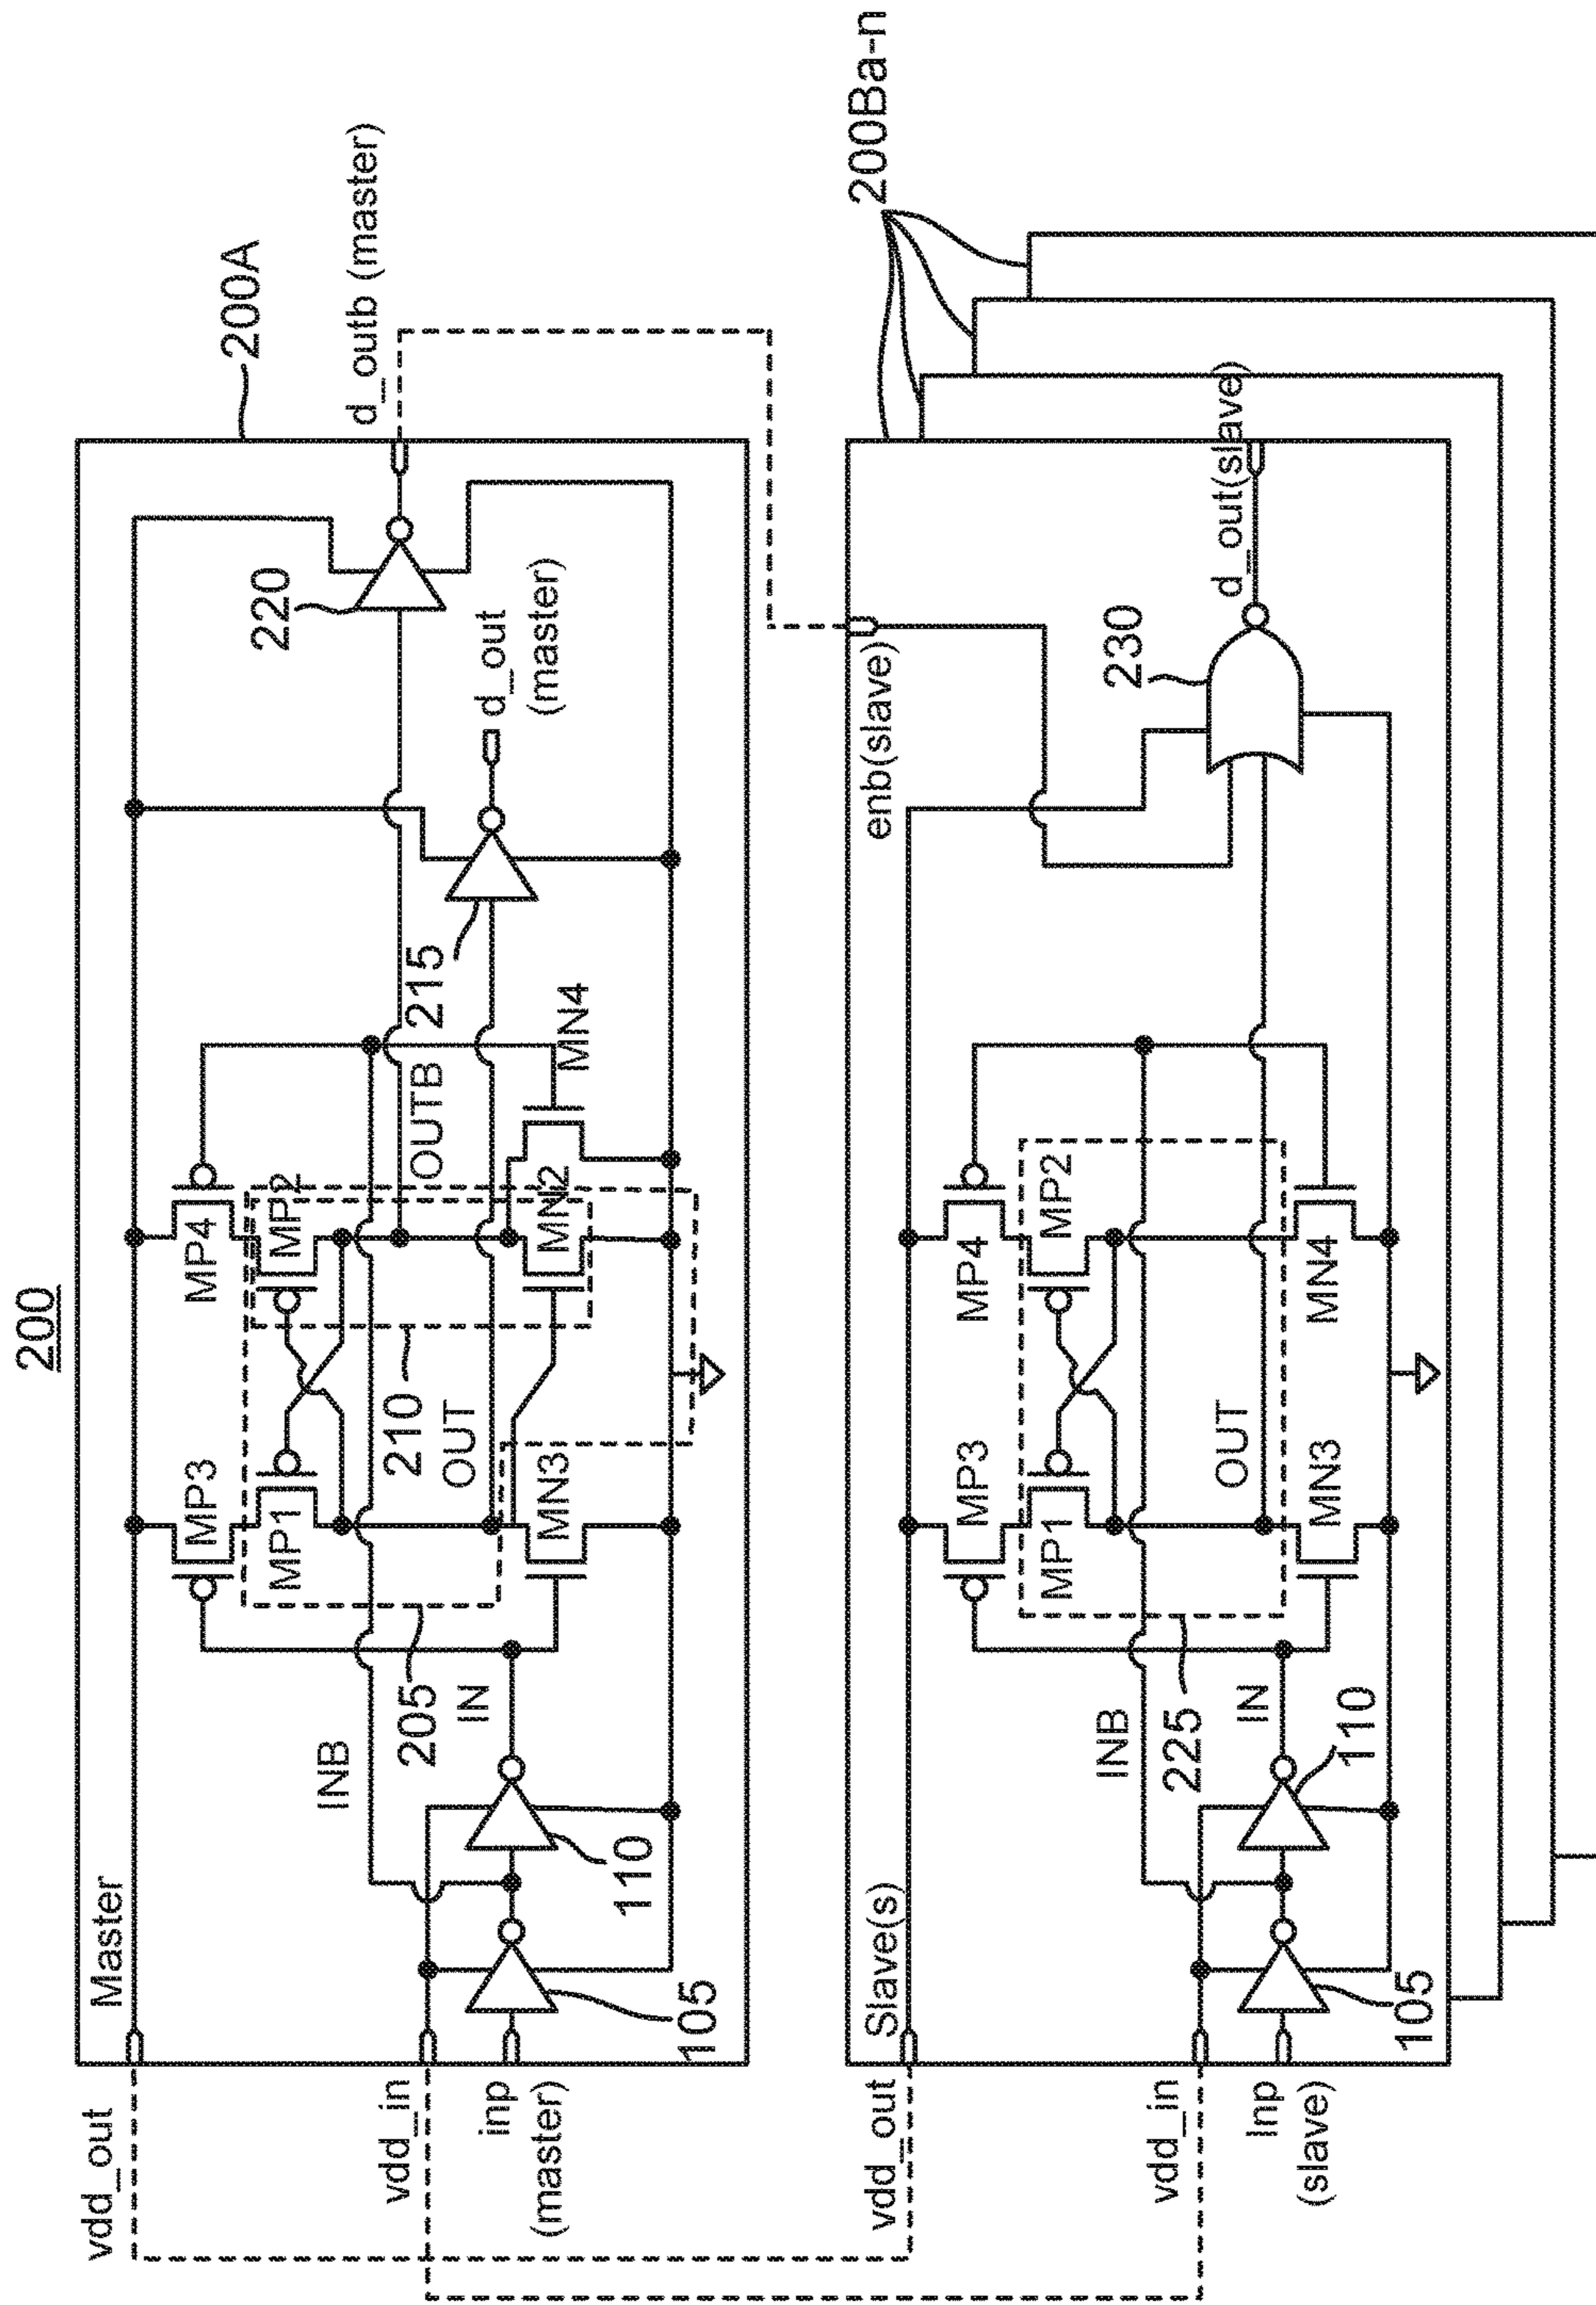 200
Master
200A
vdd_out
vdd_in
inp
(master)
105
110
INB
IN
205
MP3
MP1
MN3
210
OUT
MP4
MP2
MN2
OUTB
MN4
215
220
d_out
(master)
d_outb (master)
Slave(s)
200Ba-n
vdd_out
vdd_in
Inp
(slave)
105
110
INB
IN
225
MP3
MP1
MN3
OUT
MP4
MP2
MN4
enb(slave)
230
d_out(slave)